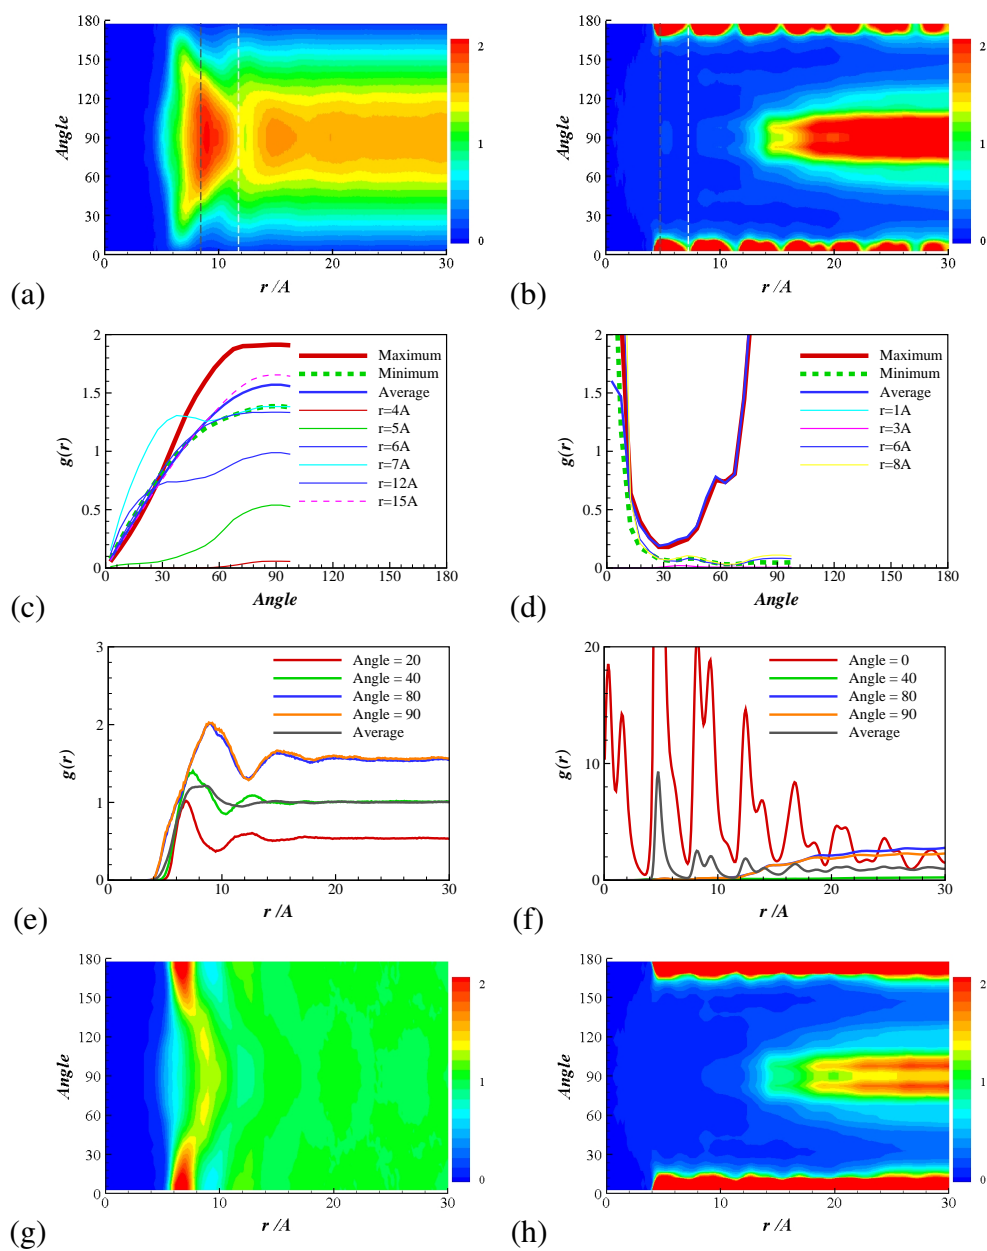 180
150
120
90
60
30
0
Angle
0
10
20
30
r /A
2
1
0
(a)
180
150
120
90
60
30
0
Angle
0
10
20
30
r /A
2
1
0
(b)
2
1.5
1
0.5
0
g(r)
0
30
60
90
120
150
180
Angle
Maximum
Minimum
Average
r=4A
r=5A
r=6A
r=7A
r=12A
r=15A
(c)
2
1.5
1
0.5
0
g(r)
0
30
60
90
120
150
180
Angle
Maximum
Minimum
Average
r=1A
r=3A
r=6A
r=8A
(d)
3
2
1
0
g(r)
0
10
20
30
r /A
Angle = 20
Angle = 40
Angle = 80
Angle = 90
Average
(e)
20
10
0
g(r)
0
10
20
30
r /A
Angle = 0
Angle = 40
Angle = 80
Angle = 90
Average
(f)
180
150
120
90
60
30
0
Angle
0
10
20
30
r /A
2
1
0
(g)
180
150
120
90
60
30
0
Angle
0
10
20
30
r /A
2
1
0
(h)